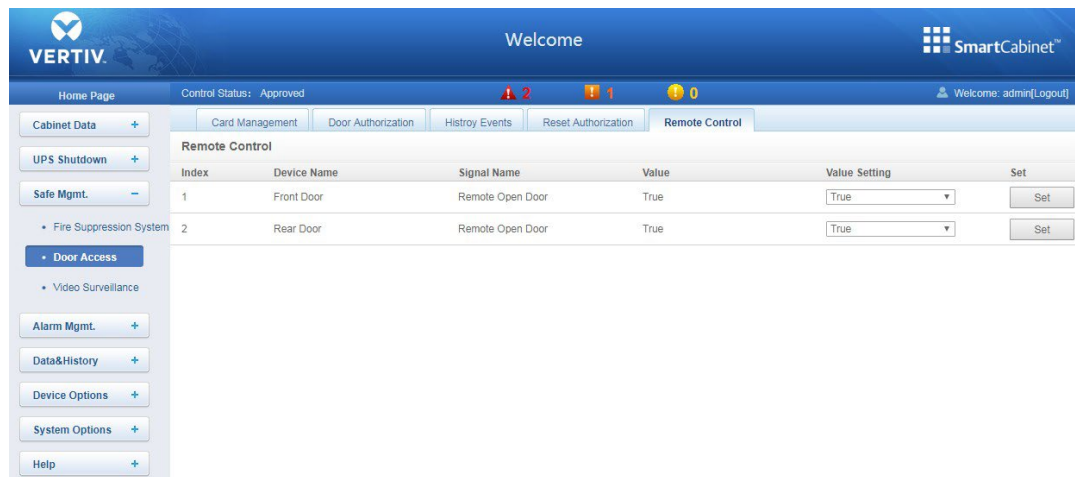 VERTIV.
Welcome
SmartCabinet™
Home Page
Control Status: Approved
2
1
0
Welcome: admin[Logout]
Cabinet Data +
UPS Shutdown +
Safe Mgmt. −
• Fire Suppression System
• Door Access
• Video Surveillance
Alarm Mgmt. +
Data&History +
Device Options +
System Options +
Help +
Card Management Door Authorization Histroy Events Reset Authorization Remote Control
Remote Control
Index Device Name Signal Name Value Value Setting Set
1 Front Door Remote Open Door True True Set
2 Rear Door Remote Open Door True True Set